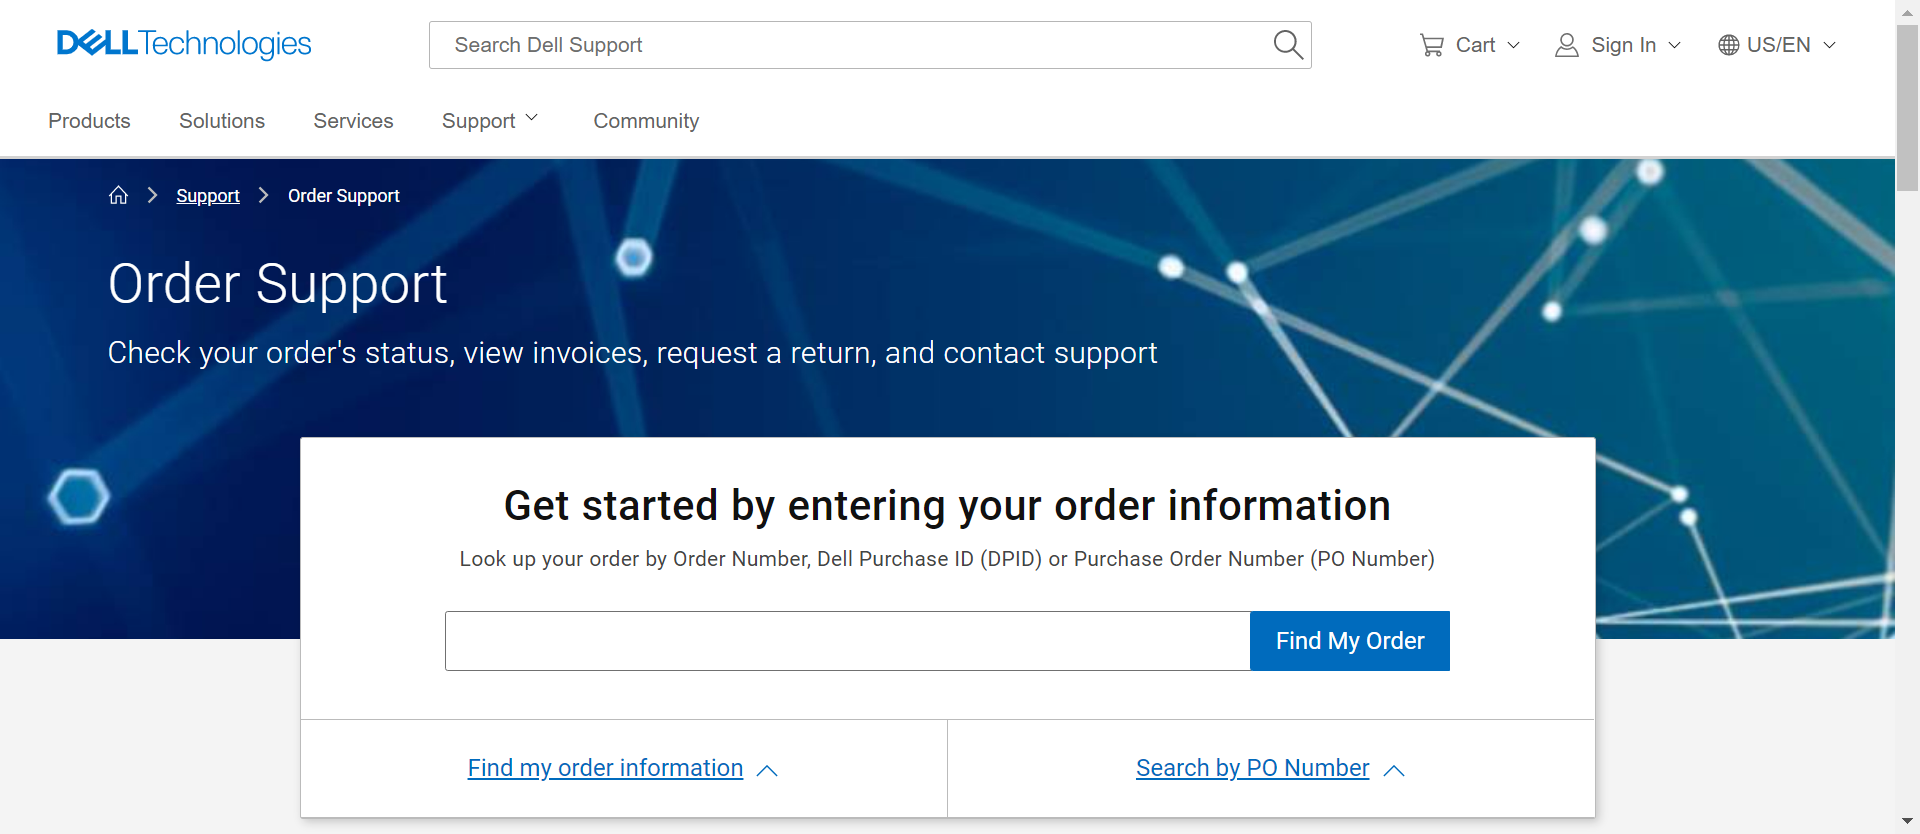 DELLTechnologies
Search Dell Support
Cart
Sign In
US/EN
Products
Solutions
Services
Support
Community
Support
Order Support
Order Support
Check your order's status, view invoices, request a return, and contact support
Get started by entering your order information
Look up your order by Order Number, Dell Purchase ID (DPID) or Purchase Order Number (PO Number)
Find My Order
Find my order information
Search by PO Number